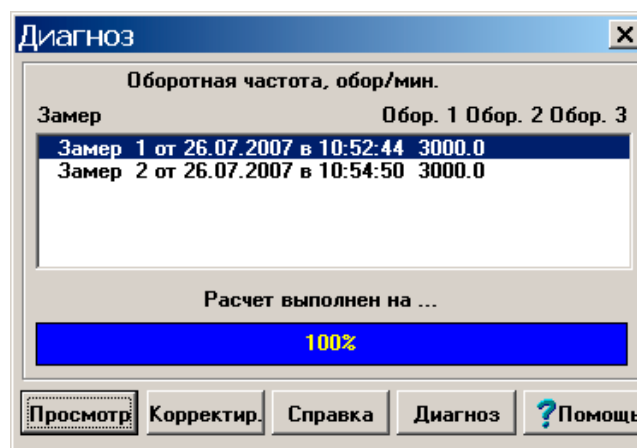 Диагноз
Оборотная частота, обор/мин.
Замер Обор. 1 Обор. 2 Обор. 3
Замер 1 от 26.07.2007 в 10:52:44 3000.0
Замер 2 от 26.07.2007 в 10:54:50 3000.0
Расчет выполнен на ...
100%
Просмотр Корректир. Справка Диагноз ?Помощь